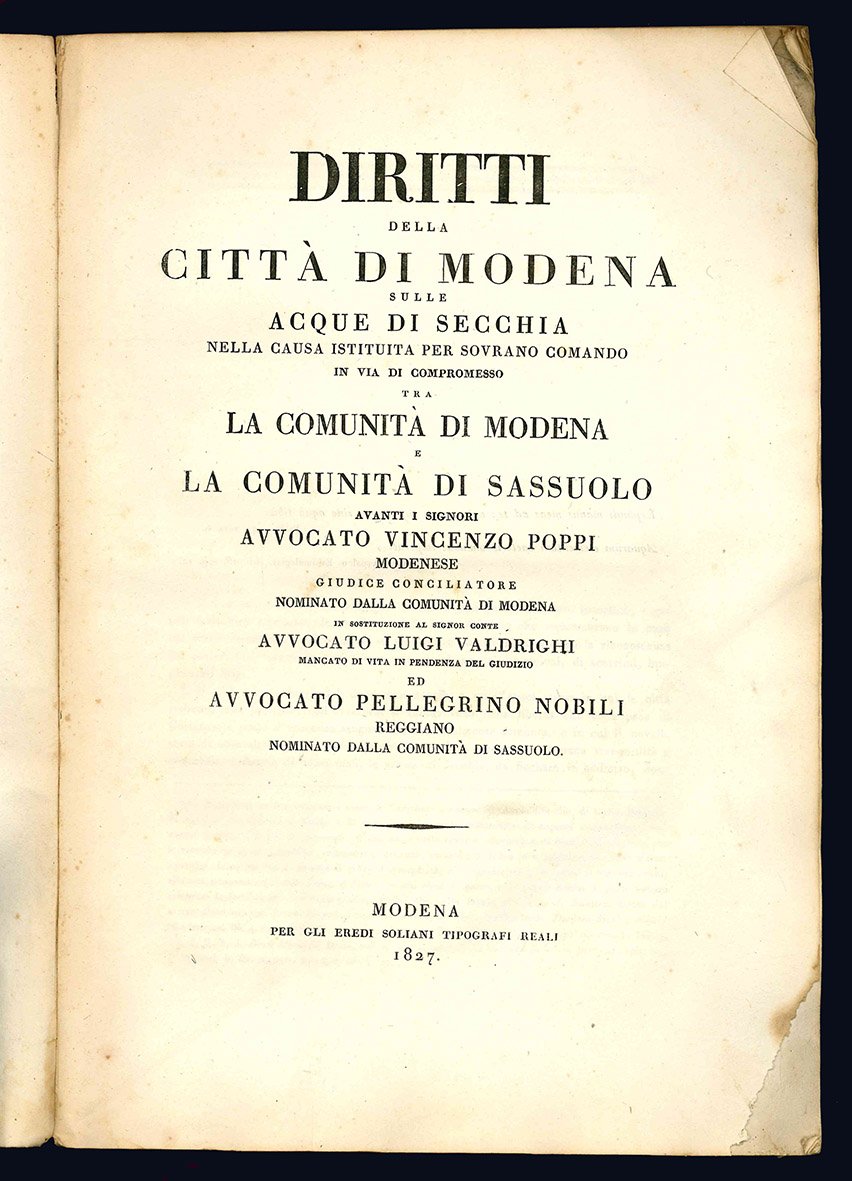 DIRITTI
DELLA
CITTÀ DI MODENA
SULLE
ACQUE DI SECCHIA
NELLA CAUSA ISTITUITA PER SOVRANO COMANDO
IN VIA DI COMPROMESSO
TRA
LA COMUNITÀ DI MODENA
E
LA COMUNITÀ DI SASSUOLO
AVANTI I SIGNORI
AVVOCATO VINCENZO POPPI
MODENESE
GIUDICE CONCILIATORE
NOMINATO DALLA COMUNITÀ DI MODENA
IN SOSTITUZIONE AL SIGNOR CONTE
AVVOCATO LUIGI VALDRIGHI
MANCATO DI VITA IN PENDENZA DEL GIUDIZIO
ED
AVVOCATO PELLEGRINO NOBILI
REGGIANO
NOMINATO DALLA COMUNITÀ DI SASSUOLO.
MODENA
PER GLI EREDI SOLIANI TIPOGRAFI REALI
1827.